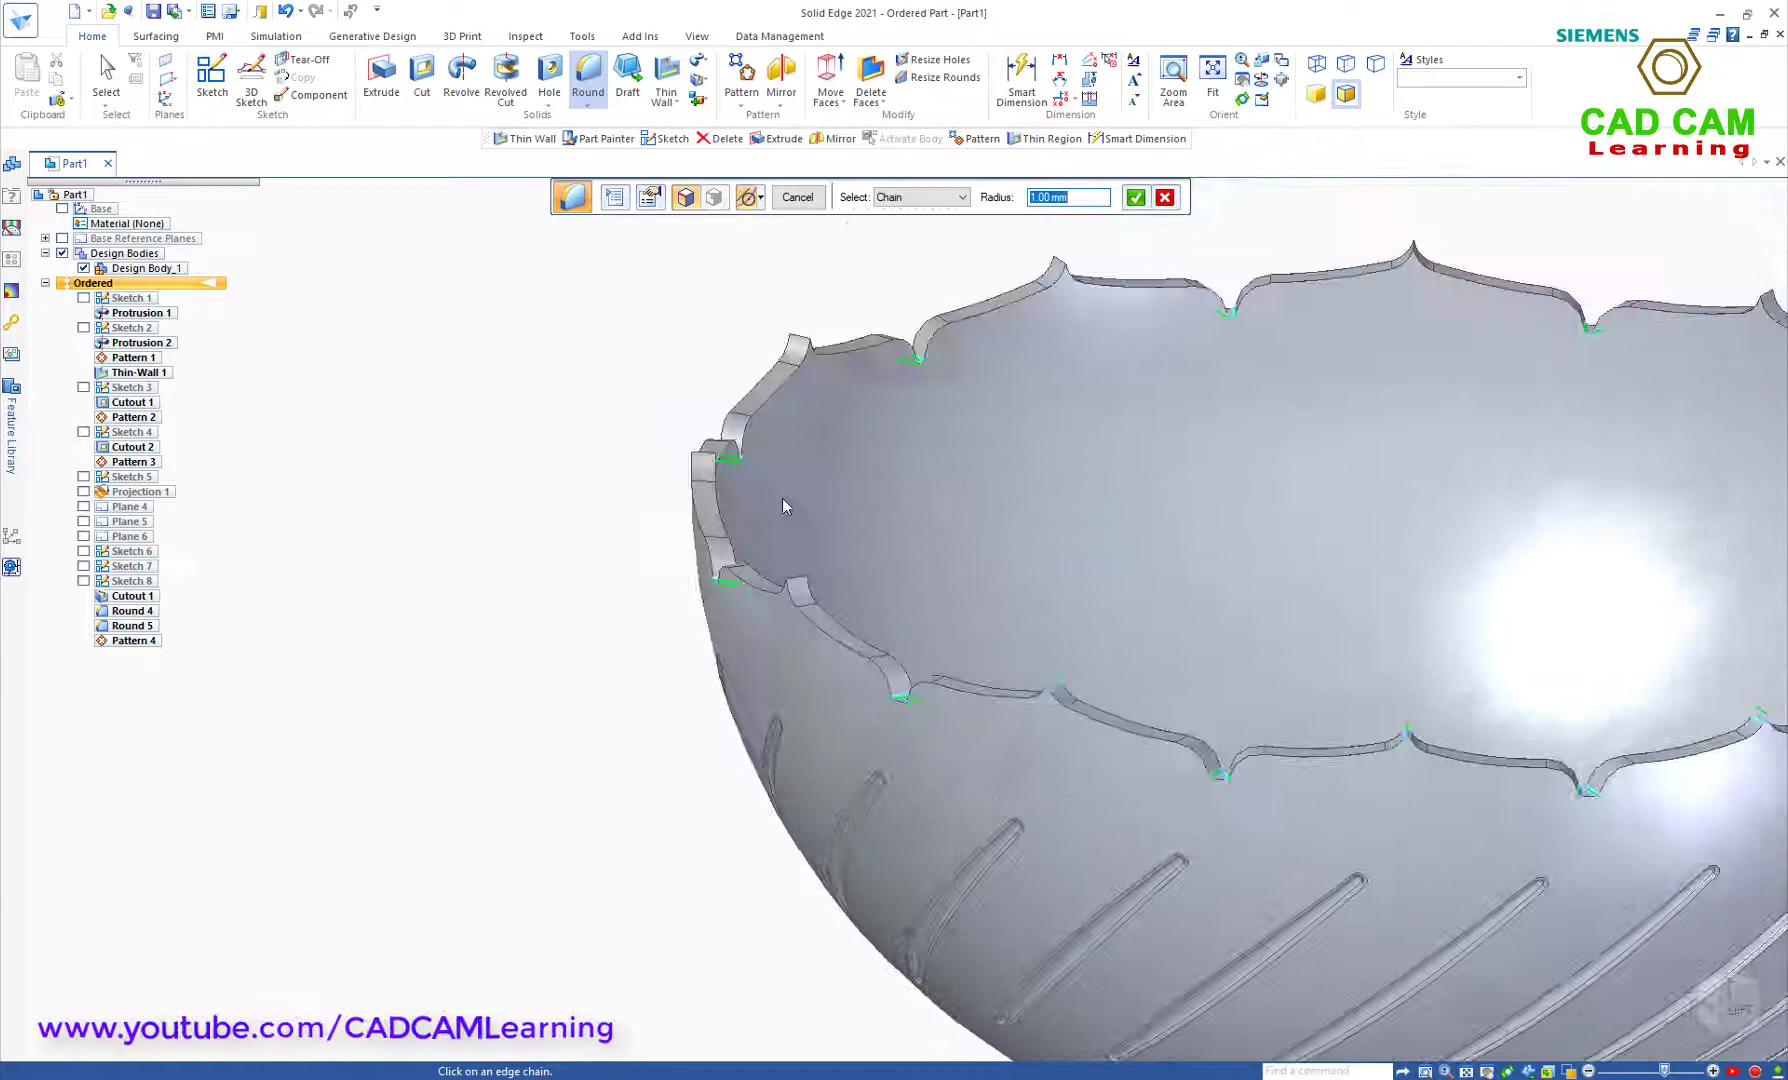 Solid Edge 2021 - Ordered Part - [Part1]
Home
Surfacing
PMI
Simulation
Generative Design
3D Print
Inspect
Tools
Add Ins
View
Data Management
SIEMENS
Paste
Clipboard
Select
Select
Planes
Sketch
3D Sketch
Tear-Off
Copy
Component
Sketch
Extrude
Cut
Revolve
Revolved Cut
Hole
Round
Draft
Thin Wall
Solids
Pattern
Mirror
Pattern
Move Faces
Delete Faces
Resize Holes
Resize Rounds
Modify
Smart Dimension
Dimension
Zoom Area
Fit
Orient
Styles
Style
CAD CAM
Learning
Thin Wall
Part Painter
Sketch
Delete
Extrude
Mirror
Activate Body
Pattern
Thin Region
Smart Dimension
Part1
Cancel
Select:
Chain
Radius:
1.00 mm
Part1
Base
Material (None)
Base Reference Planes
Design Bodies
Design Body_1
Ordered
Sketch 1
Protrusion 1
Sketch 2
Protrusion 2
Pattern 1
Thin-Wall 1
Sketch 3
Cutout 1
Pattern 2
Sketch 4
Cutout 2
Pattern 3
Sketch 5
Projection 1
Plane 4
Plane 5
Plane 6
Sketch 6
Sketch 7
Sketch 8
Cutout 1
Round 4
Round 5
Pattern 4
Feature Library
www.youtube.com/CADCAMLearning
Click on an edge chain.
Find a command